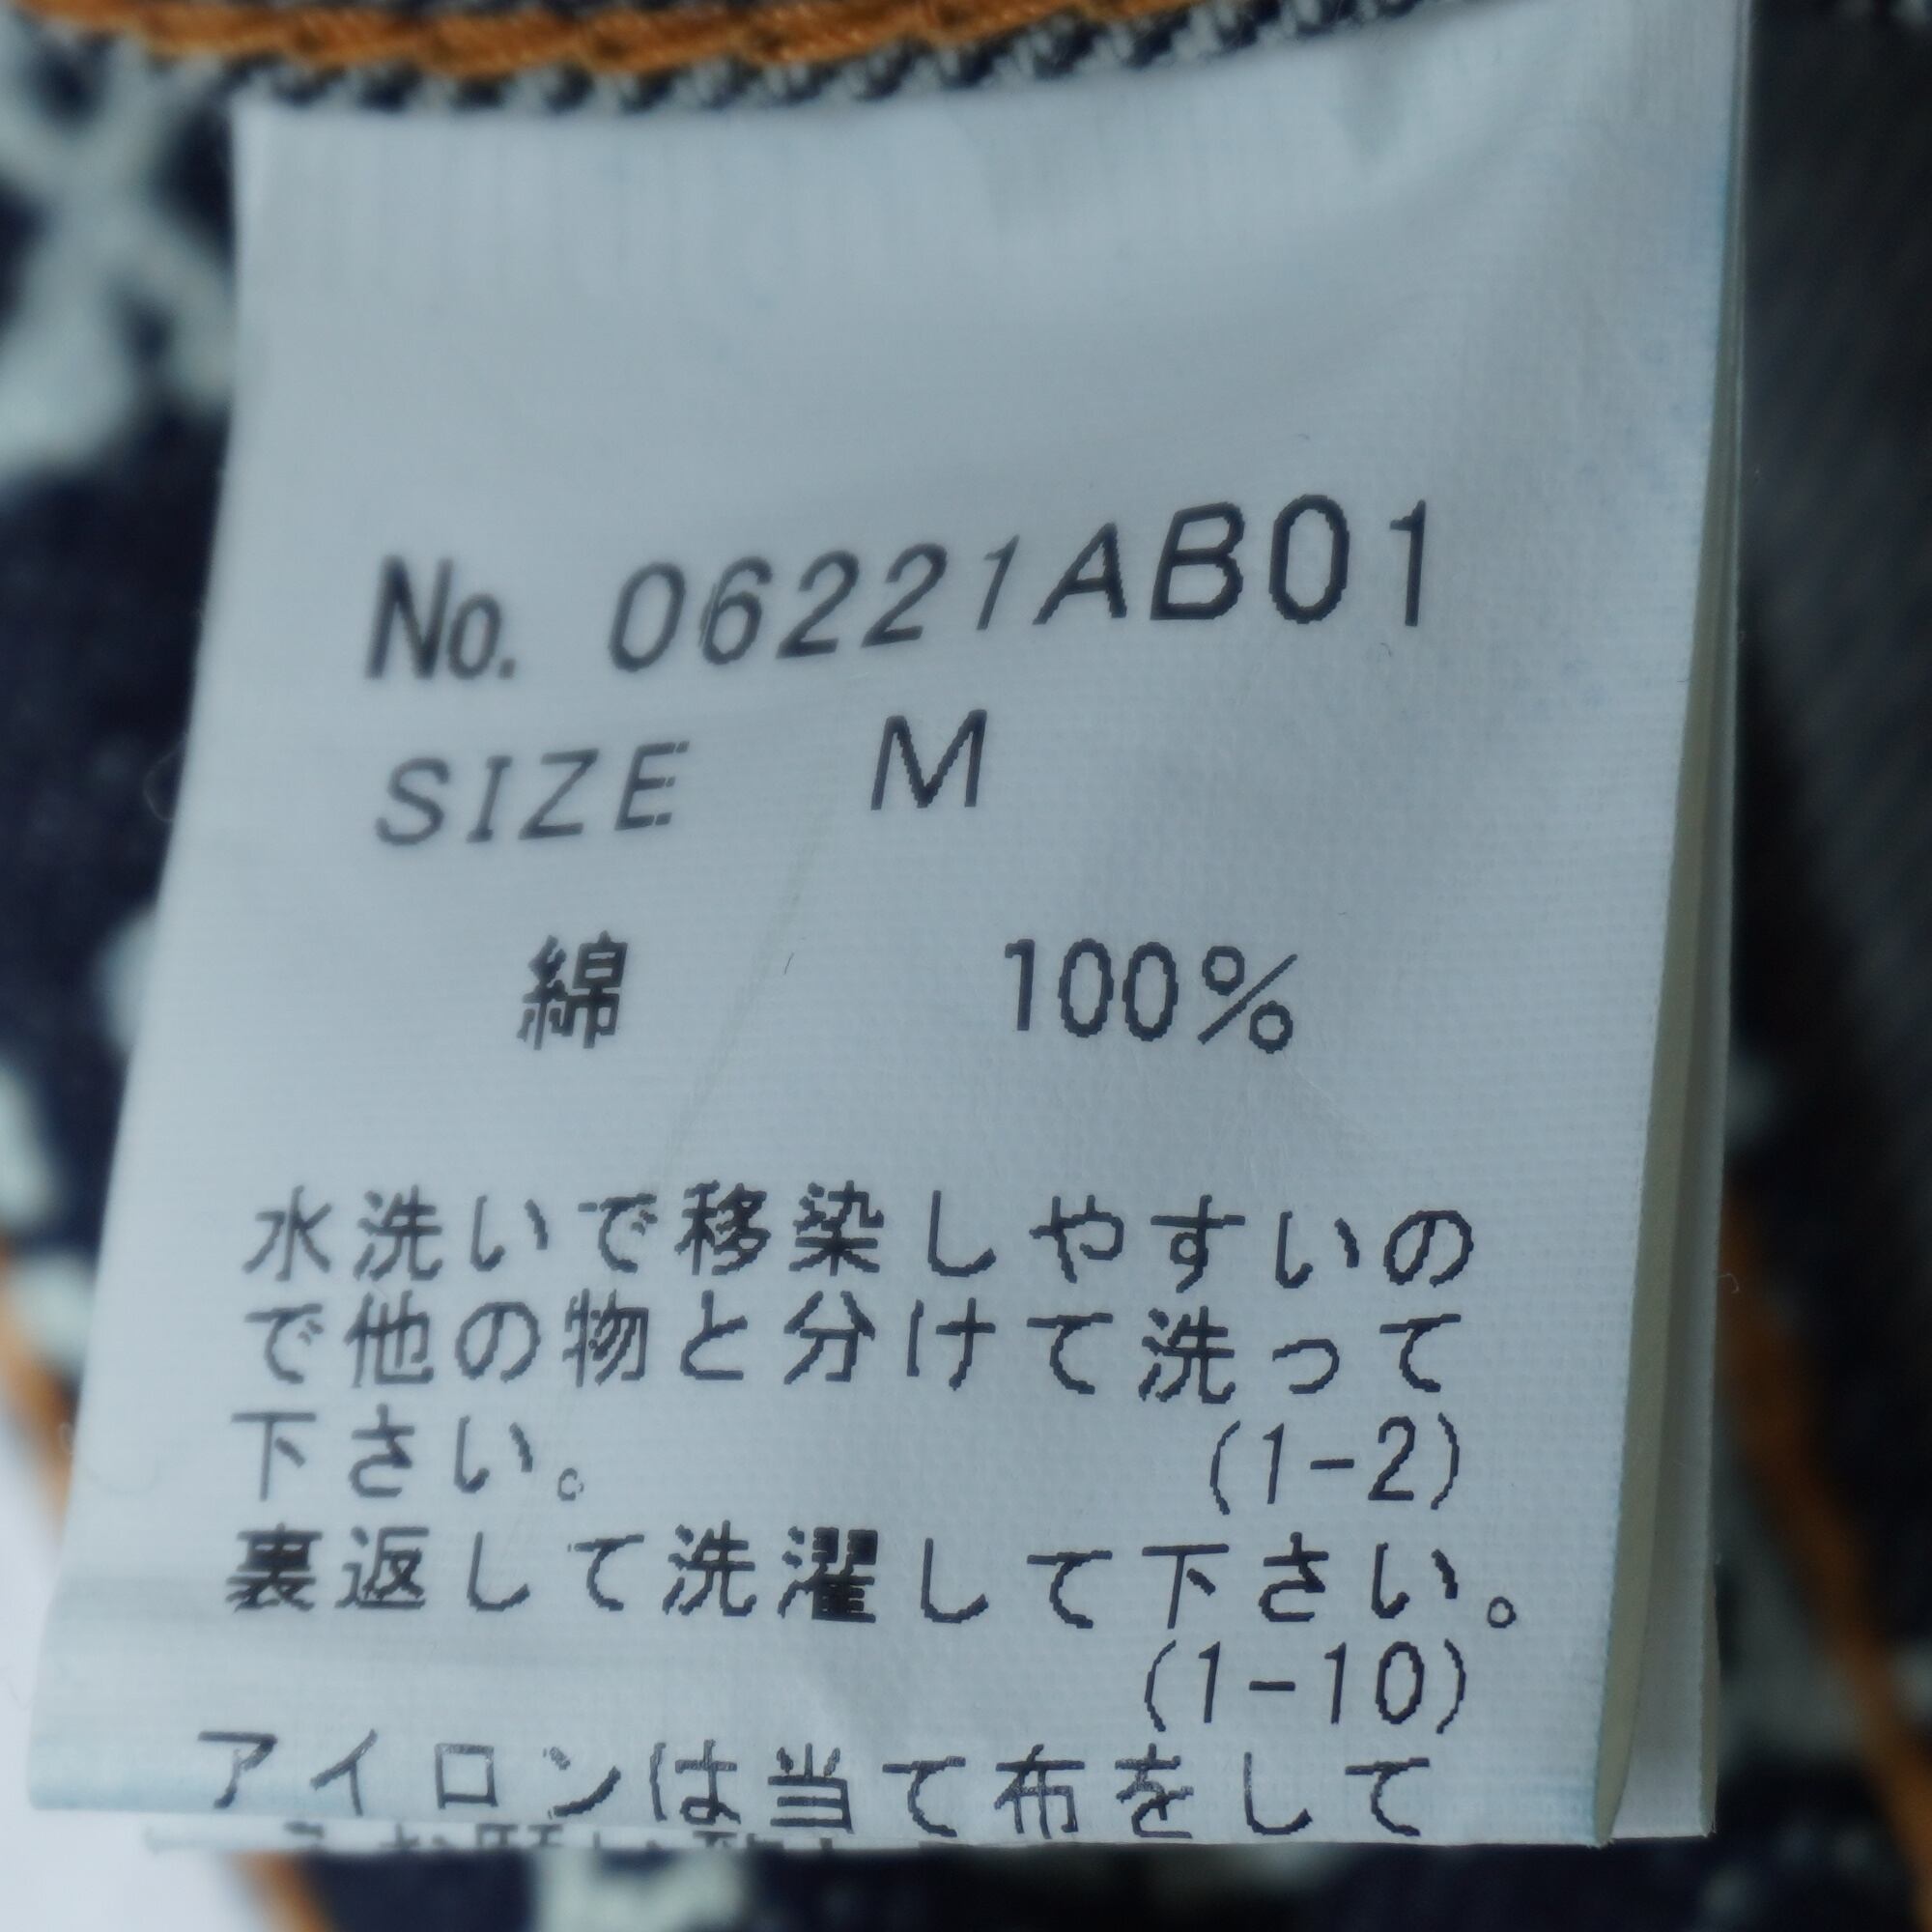 No. 06221AB01
SIZE M
綿 100%
水洗いで移染しやすいの
で他の物と分けて洗って
下さい。 (1-2)
裏返して洗濯して下さい。
(1-10)
アイロンは当て布をして